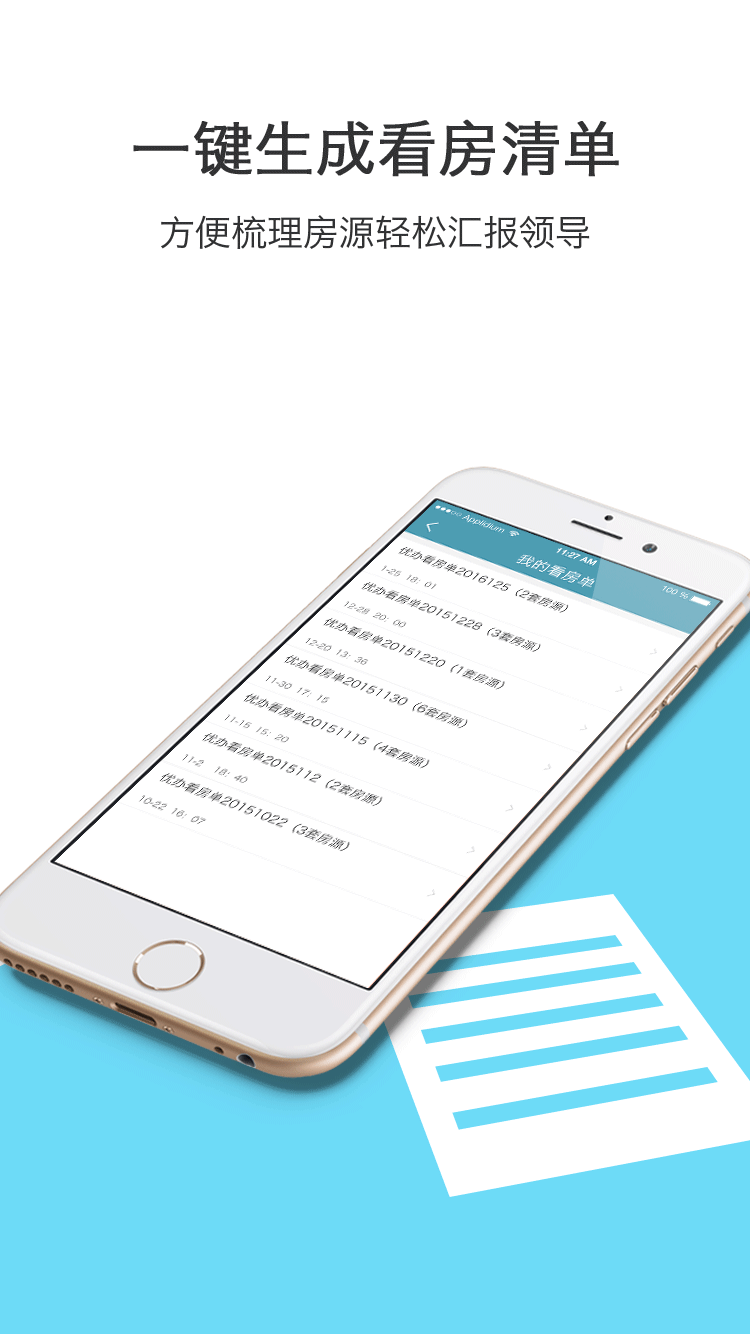 一键生成看房清单
方便梳理房源轻松汇报领导
Applidium
11:27 AM
100 %
我的看房单
优办看房单2016125（2套房源）
1-25 18: 01
优办看房单20151228（3套房源）
12-28 20: 00
优办看房单20151220（1套房源）
12-20 13: 36
优办看房单20151130（6套房源）
11-30 17: 15
优办看房单20151115（4套房源）
11-15 15: 20
优办看房单2015112（2套房源）
11-2 18: 40
优办看房单20151022（3套房源）
10-22 16: 07